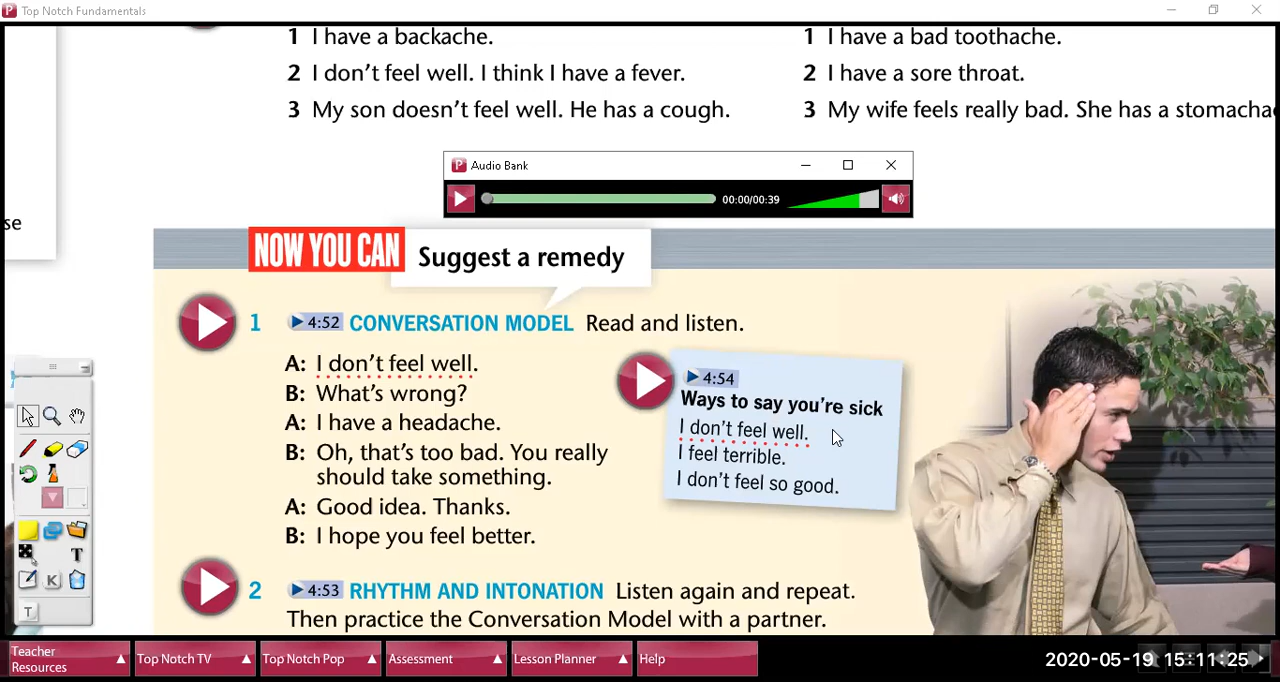 Top Notch Fundamentals
1 I have a backache.
2 I don't feel well. I think I have a fever.
3 My son doesn't feel well. He has a cough.
1 I have a bad toothache.
2 I have a sore throat.
3 My wife feels really bad. She has a stomacha
se
Audio Bank
00:00/00:39
NOW YOU CAN Suggest a remedy
1 4:52 CONVERSATION MODEL Read and listen.
A: I don't feel well.
B: What's wrong?
A: I have a headache.
B: Oh, that's too bad. You really
should take something.
A: Good idea. Thanks.
B: I hope you feel better.
4:54
Ways to say you're sick
I don't feel well.
I feel terrible.
I don't feel so good.
2 4:53 RHYTHM AND INTONATION Listen again and repeat.
Then practice the Conversation Model with a partner.
T
K
T
Teacher
Resources
Top Notch TV
Top Notch Pop
Assessment
Lesson Planner
Help
2020-05-19 15:11:25